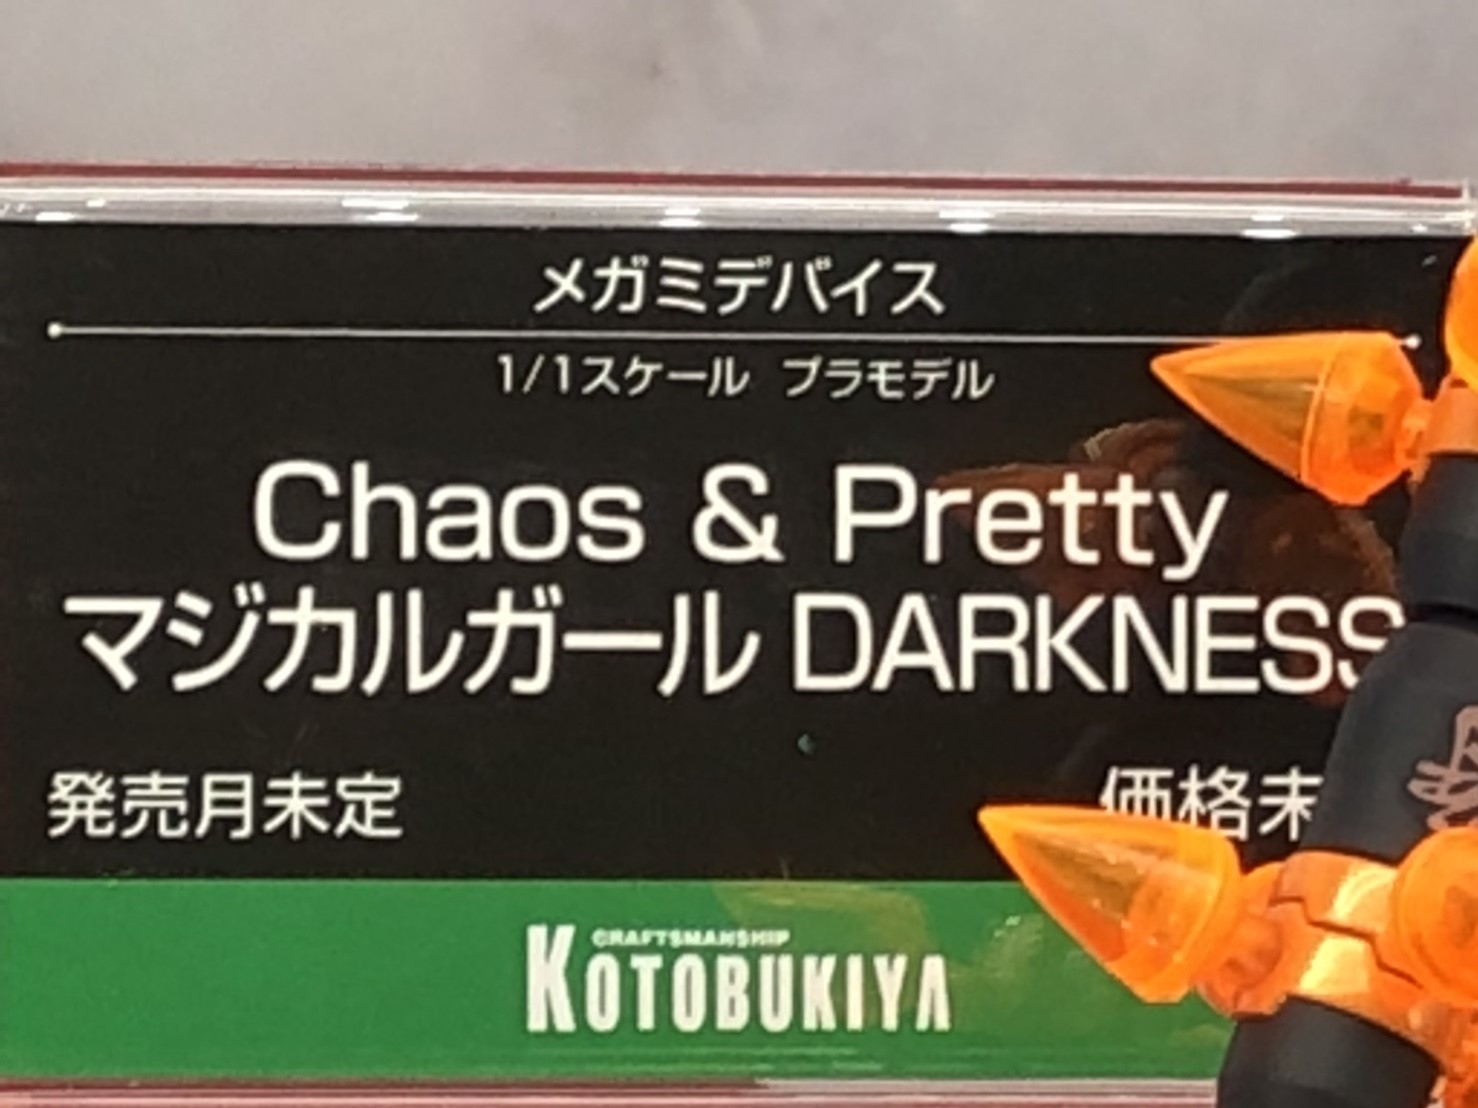 メガミデバイス
1/1スケール プラモデル
Chaos & Pretty
マジカルガール DARKNESS
発売月未定
価格未
CRAFTSMANSHIP
KOTOBUKIYA